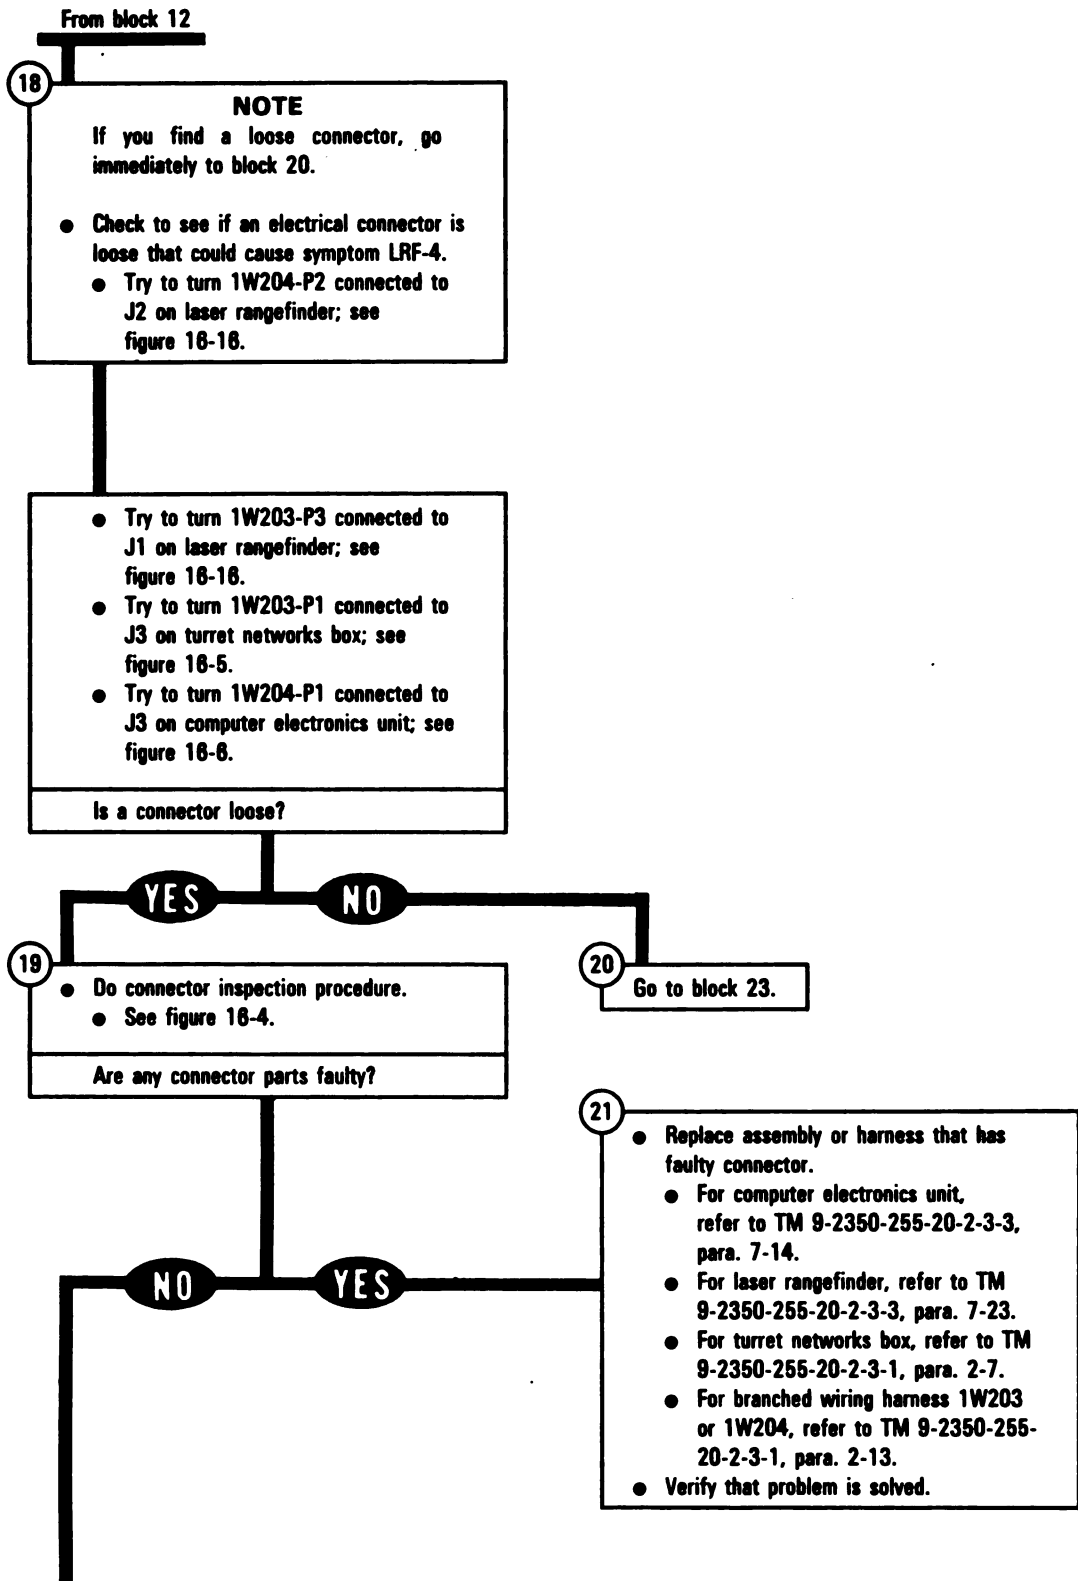 From block 12
18
NOTE
If you find a loose connector, go
immediately to block 20.
● Check to see if an electrical connector is
loose that could cause symptom LRF-4.
● Try to turn 1W204-P2 connected to
J2 on laser rangefinder; see
figure 16-16.
● Try to turn 1W203-P3 connected to
J1 on laser rangefinder; see
figure 16-16.
● Try to turn 1W203-P1 connected to
J3 on turret networks box; see
figure 16-5.
● Try to turn 1W204-P1 connected to
J3 on computer electronics unit; see
figure 16-6.
Is a connector loose?
YES
NO
19
● Do connector inspection procedure.
● See figure 16-4.
Are any connector parts faulty?
20
Go to block 23.
NO
YES
21
● Replace assembly or harness that has
faulty connector.
● For computer electronics unit,
refer to TM 9-2350-255-20-2-3-3,
para. 7-14.
● For laser rangefinder, refer to TM
9-2350-255-20-2-3-3, para. 7-23.
● For turret networks box, refer to TM
9-2350-255-20-2-3-1, para. 2-7.
● For branched wiring harness 1W203
or 1W204, refer to TM 9-2350-255-
20-2-3-1, para. 2-13.
● Verify that problem is solved.